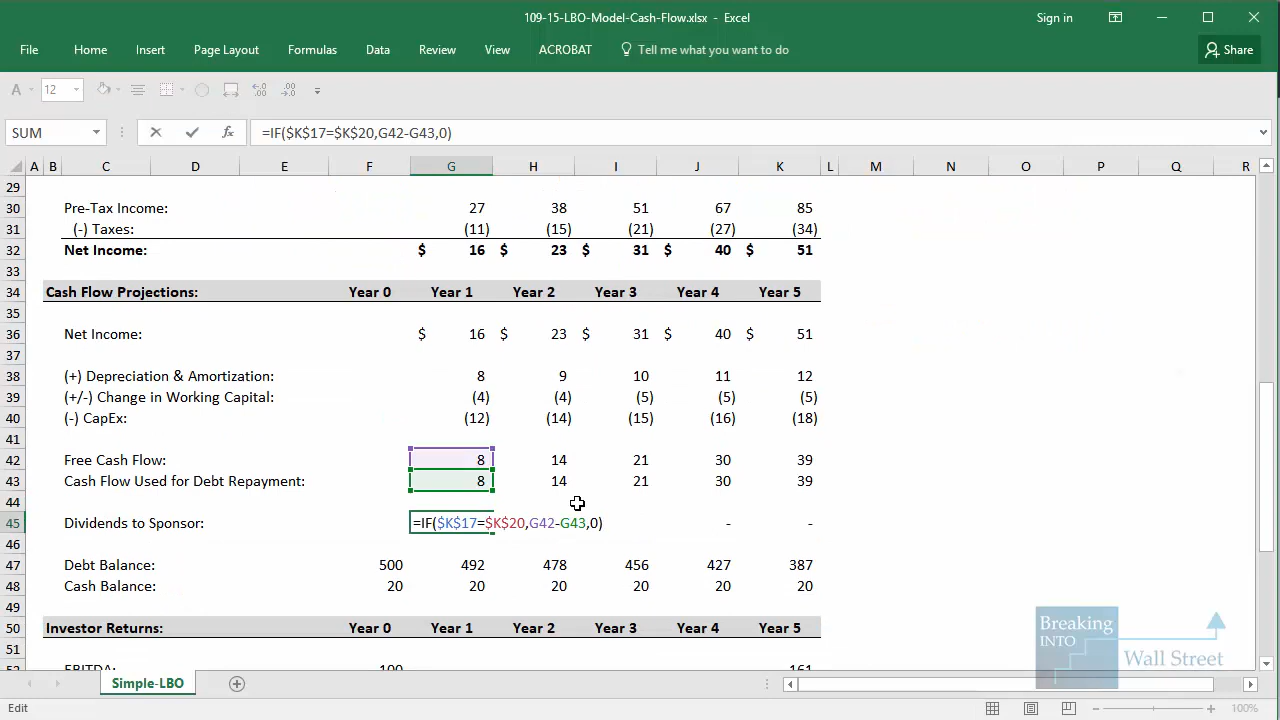 109-15-LBO-Model-Cash-Flow.xlsx - Excel
Sign in
File Home Insert Page Layout Formulas Data Review View ACROBAT Tell me what you want to do Share
A 12
SUM fx =IF($K$17=$K$20,G42-G43,0)
A B C D E F G H I J K L M N O P Q R
29
30 Pre-Tax Income: 27 38 51 67 85
31 (-) Taxes: (11) (15) (21) (27) (34)
32 Net Income: $ 16 $ 23 $ 31 $ 40 $ 51
33
34 Cash Flow Projections: Year 0 Year 1 Year 2 Year 3 Year 4 Year 5
35
36 Net Income: $ 16 $ 23 $ 31 $ 40 $ 51
37
38 (+) Depreciation & Amortization: 8 9 10 11 12
39 (+/-) Change in Working Capital: (4) (4) (5) (5) (5)
40 (-) CapEx: (12) (14) (15) (16) (18)
41
42 Free Cash Flow: 8 14 21 30 39
43 Cash Flow Used for Debt Repayment: 8 14 21 30 39
44
45 Dividends to Sponsor: =IF($K$17=$K$20,G42-G43,0) - -
46
47 Debt Balance: 500 492 478 456 427 387
48 Cash Balance: 20 20 20 20 20 20
49
50 Investor Returns: Year 0 Year 1 Year 2 Year 3 Year 4 Year 5
51
52 EBITDA: 100 161
Breaking
INTO
Wall Street
Simple-LBO
Edit 100%